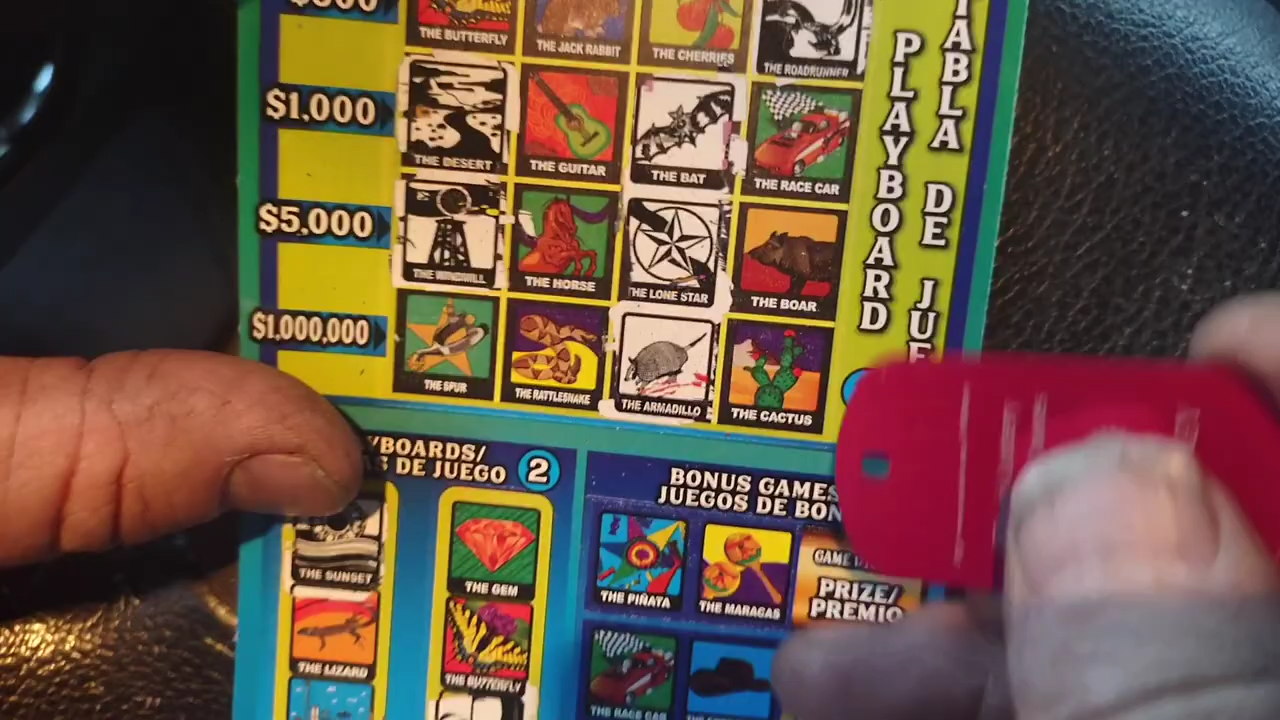 THE BUTTERFLY
THE JACK RABBIT
THE CHERRIES
THE ROADRUNNER
$1,000
THE DESERT
THE GUITAR
THE BAT
THE RACE CAR
$5,000
THE WINDMILL
THE HORSE
THE LONE STAR
THE BOAR
$1,000,000
THE SPUR
THE RATTLESNAKE
THE ARMADILLO
THE CACTUS
PLAYBOARD
TABLA DE JUE
YBOARDS/
S DE JUEGO 2
THE SUNSET
THE GEM
THE LIZARD
THE BUTTERFLY
BONUS GAMES
JUEGOS DE BON
THE PIÑATA
THE MARACAS
GAME
PRIZE/
PREMIO
THE RACE CAR